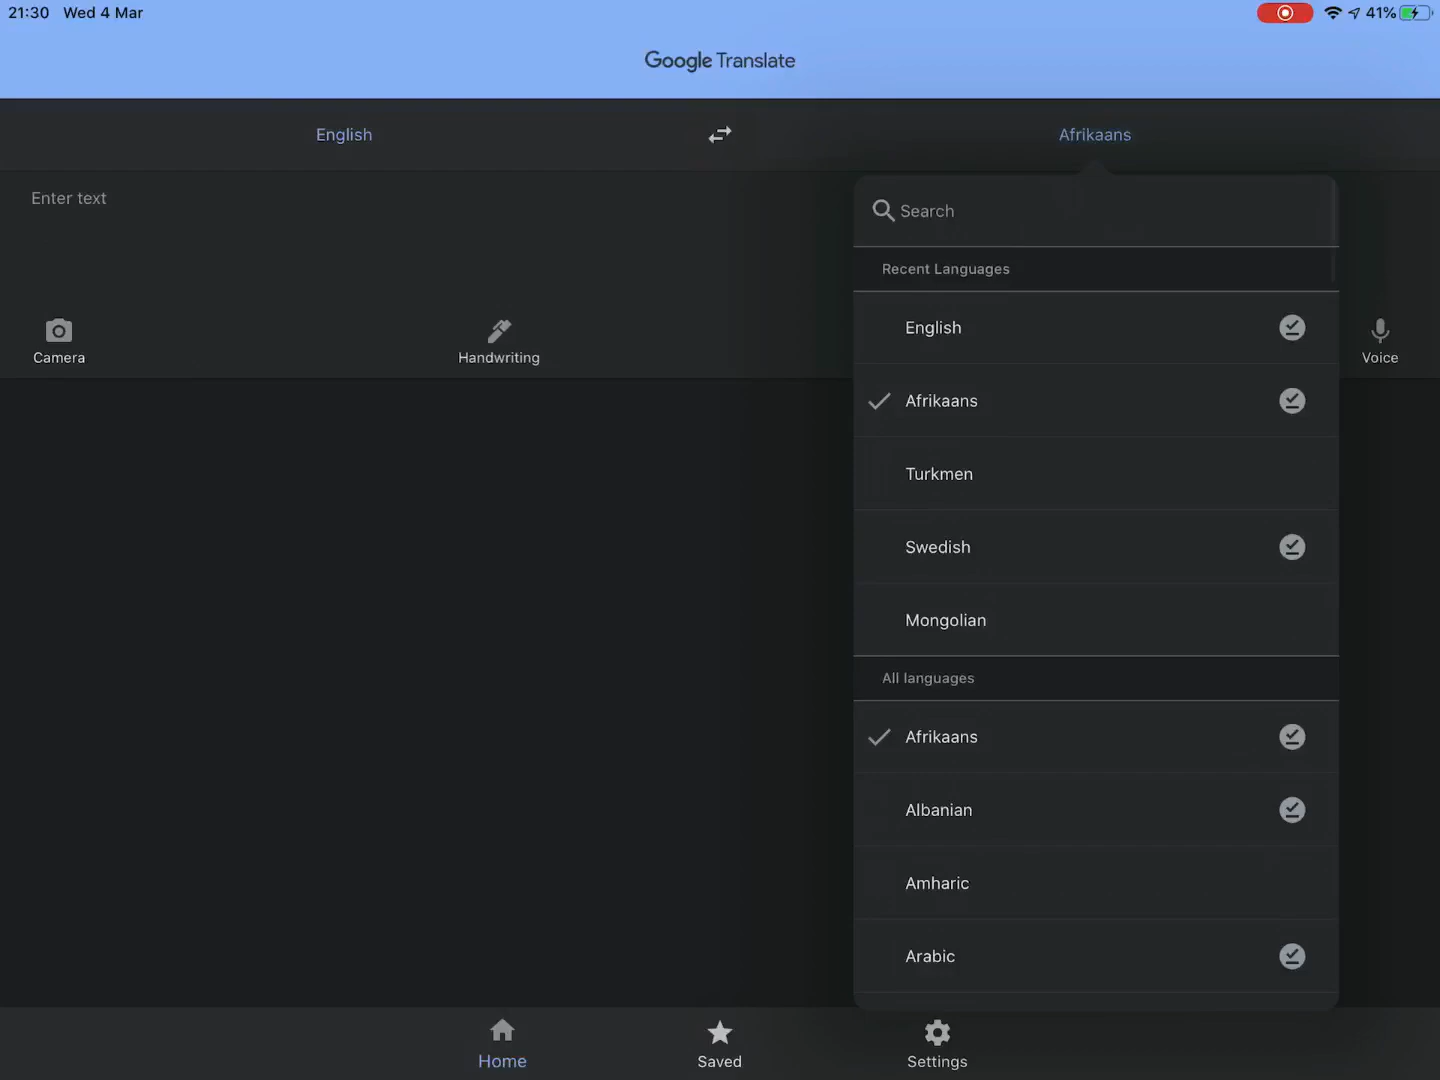 21:30 Wed 4 Mar 41%
Google Translate
English Afrikaans
Enter text
Search
Recent Languages
English
Camera Handwriting Voice
Afrikaans
Turkmen
Swedish
Mongolian
All languages
Afrikaans
Albanian
Amharic
Arabic
Home Saved Settings